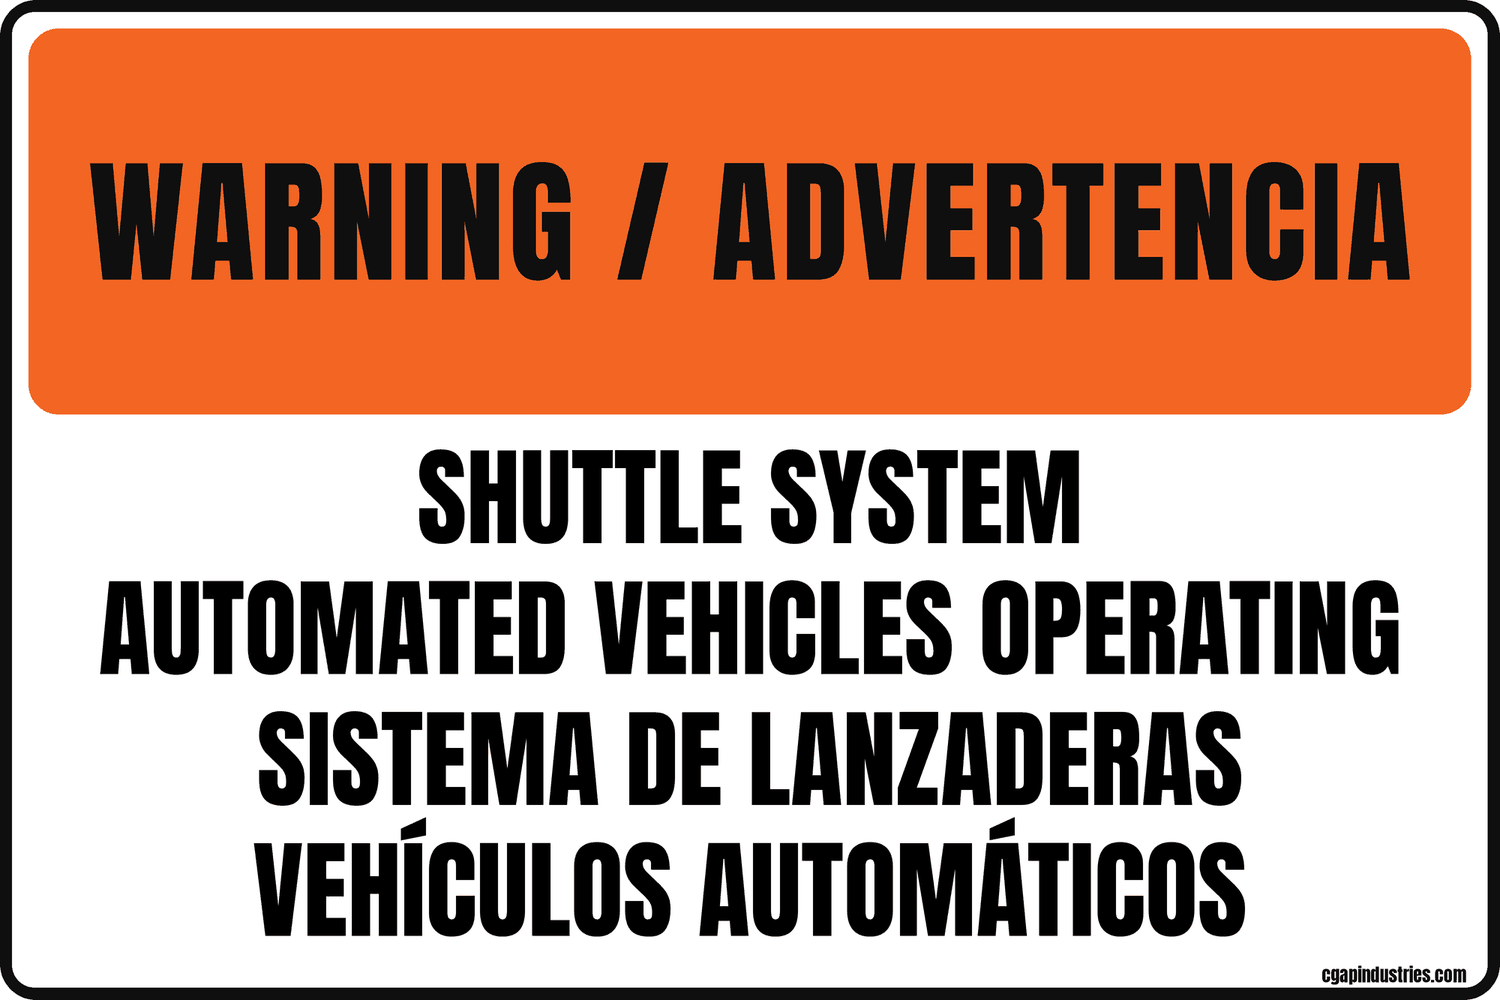 WARNING / ADVERTENCIA
SHUTTLE SYSTEM
AUTOMATED VEHICLES OPERATING
SISTEMA DE LANZADERAS
VEHÍCULOS AUTOMÁTICOS
cgapindustries.com